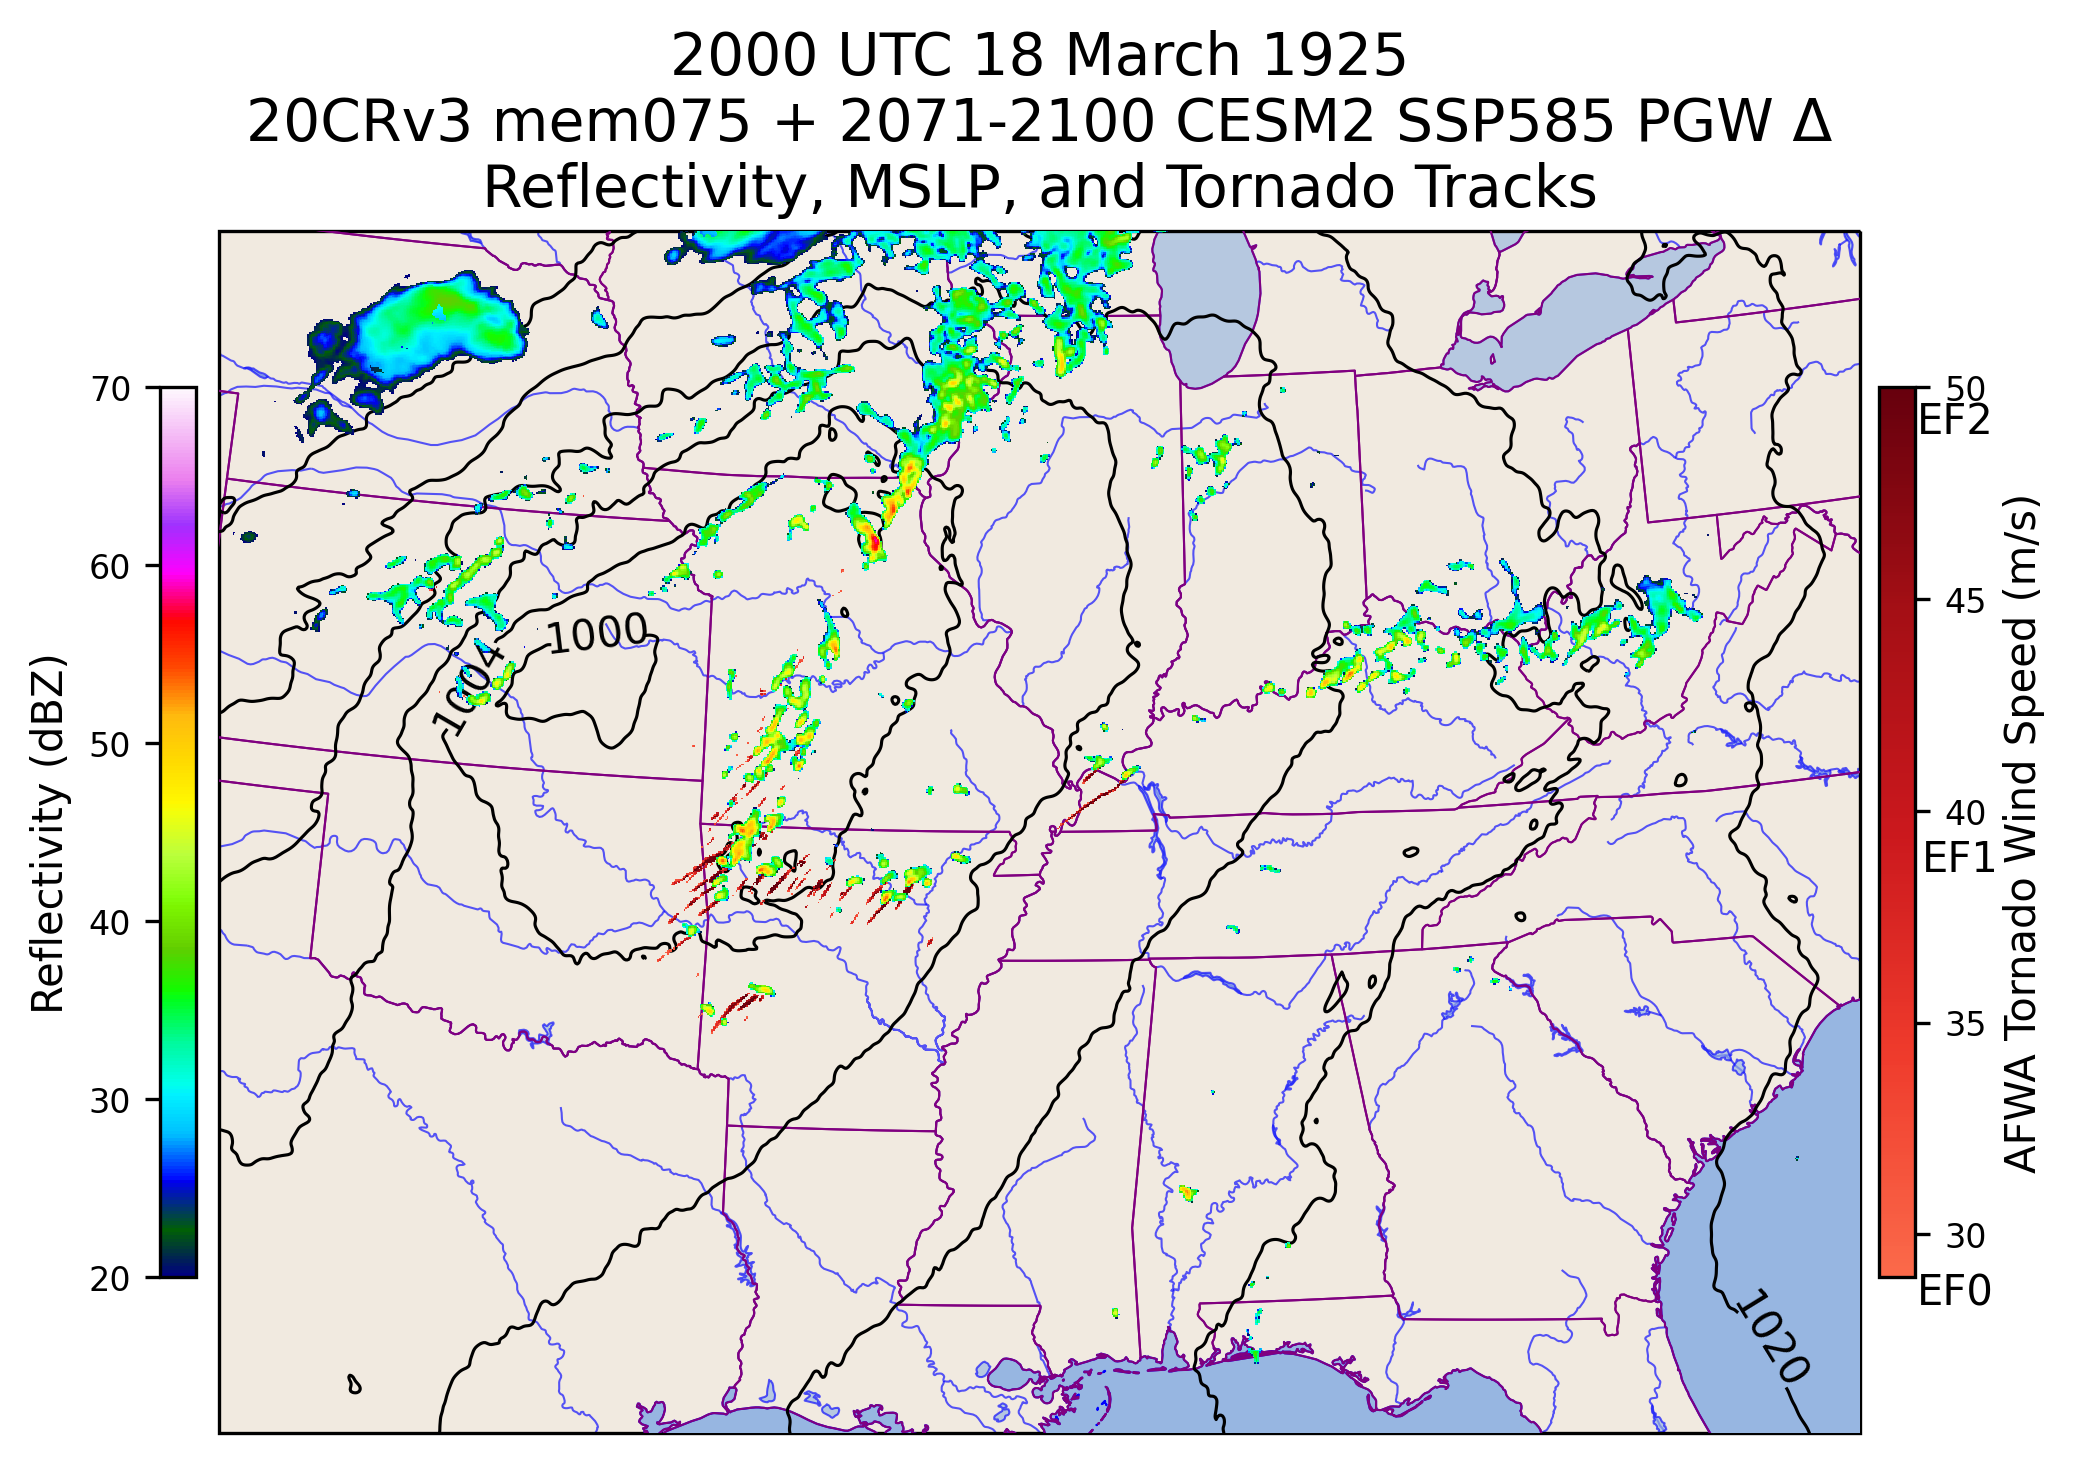 2000 UTC 18 March 1925
20CRv3 mem075 + 2071-2100 CESM2 SSP585 PGW Δ
Reflectivity, MSLP, and Tornado Tracks
70
60
50
40
30
20
Reflectivity (dBZ)
1000
1004
1020
50
EF2
45
40
EF1
35
30
EF0
AFWA Tornado Wind Speed (m/s)